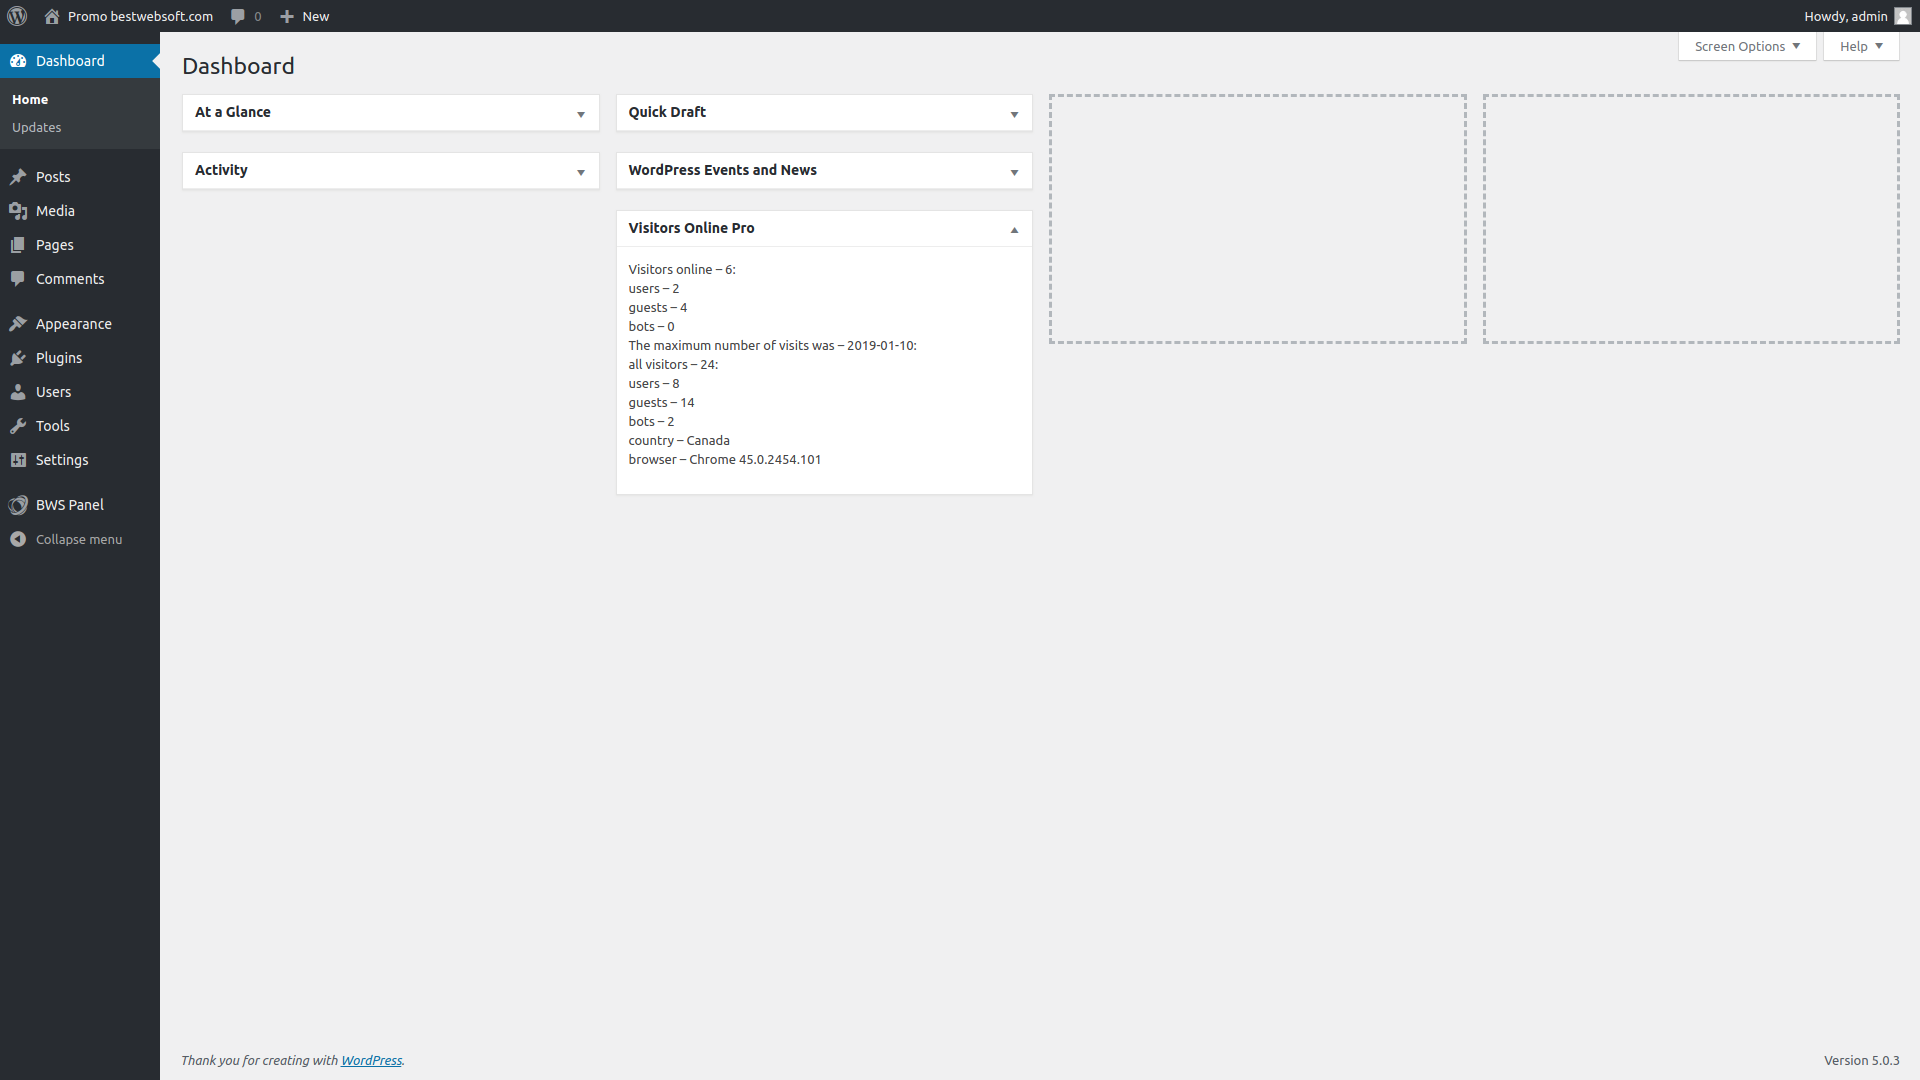 Promo bestwebsoft.com 0 New Howdy, admin
Screen Options Help
Dashboard
Home
Updates
Posts
Media
Pages
Comments
Appearance
Plugins
Users
Tools
Settings
BWS Panel
Collapse menu
Dashboard
At a Glance
Activity
Quick Draft
WordPress Events and News
Visitors Online Pro
Visitors online – 6:
users – 2
guests – 4
bots – 0
The maximum number of visits was – 2019-01-10:
all visitors – 24:
users – 8
guests – 14
bots – 2
country – Canada
browser – Chrome 45.0.2454.101
Thank you for creating with WordPress.
Version 5.0.3